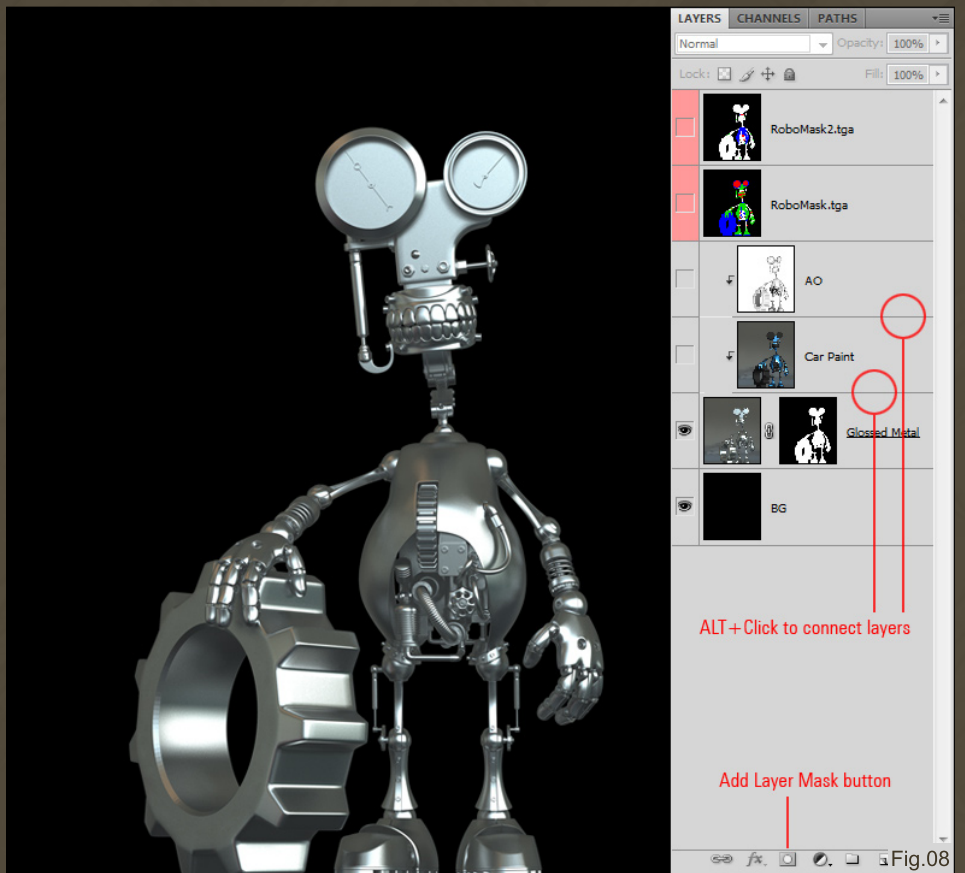 LAYERS CHANNELS PATHS
Normal Opacity: 100%
Lock: Fill: 100%
RoboMask2.tga
RoboMask.tga
AO
Car Paint
Glossed Metal
BG
ALT+Click to connect layers
Add Layer Mask button
fx.
Fig.08